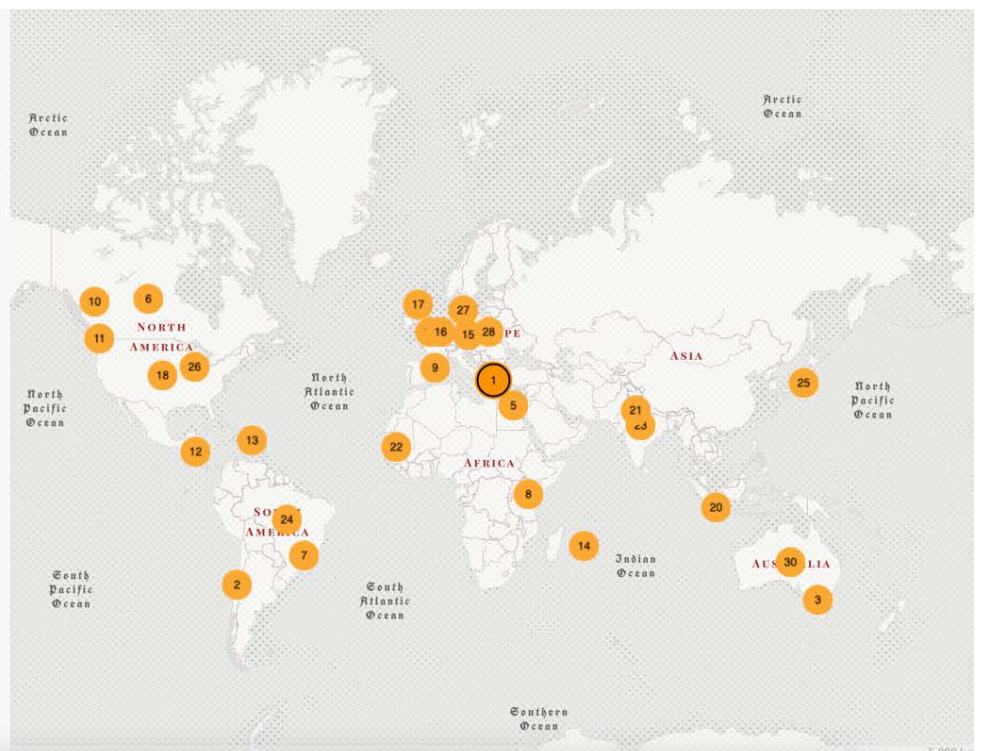 Arctic
Ocean
Arctic
Ocean
10
6
17
27
NORTH
AMERICA
11
16
15
28
PE
ASIA
18
26
9
1
North
Atlantic
Ocean
5
25
North
Pacific
Ocean
North
Pacific
Ocean
21
22
13
12
AFRICA
8
20
24
14
7
2
Indian
Ocean
South
Pacific
Ocean
South
Atlantic
Ocean
30
3
Southern
Ocean